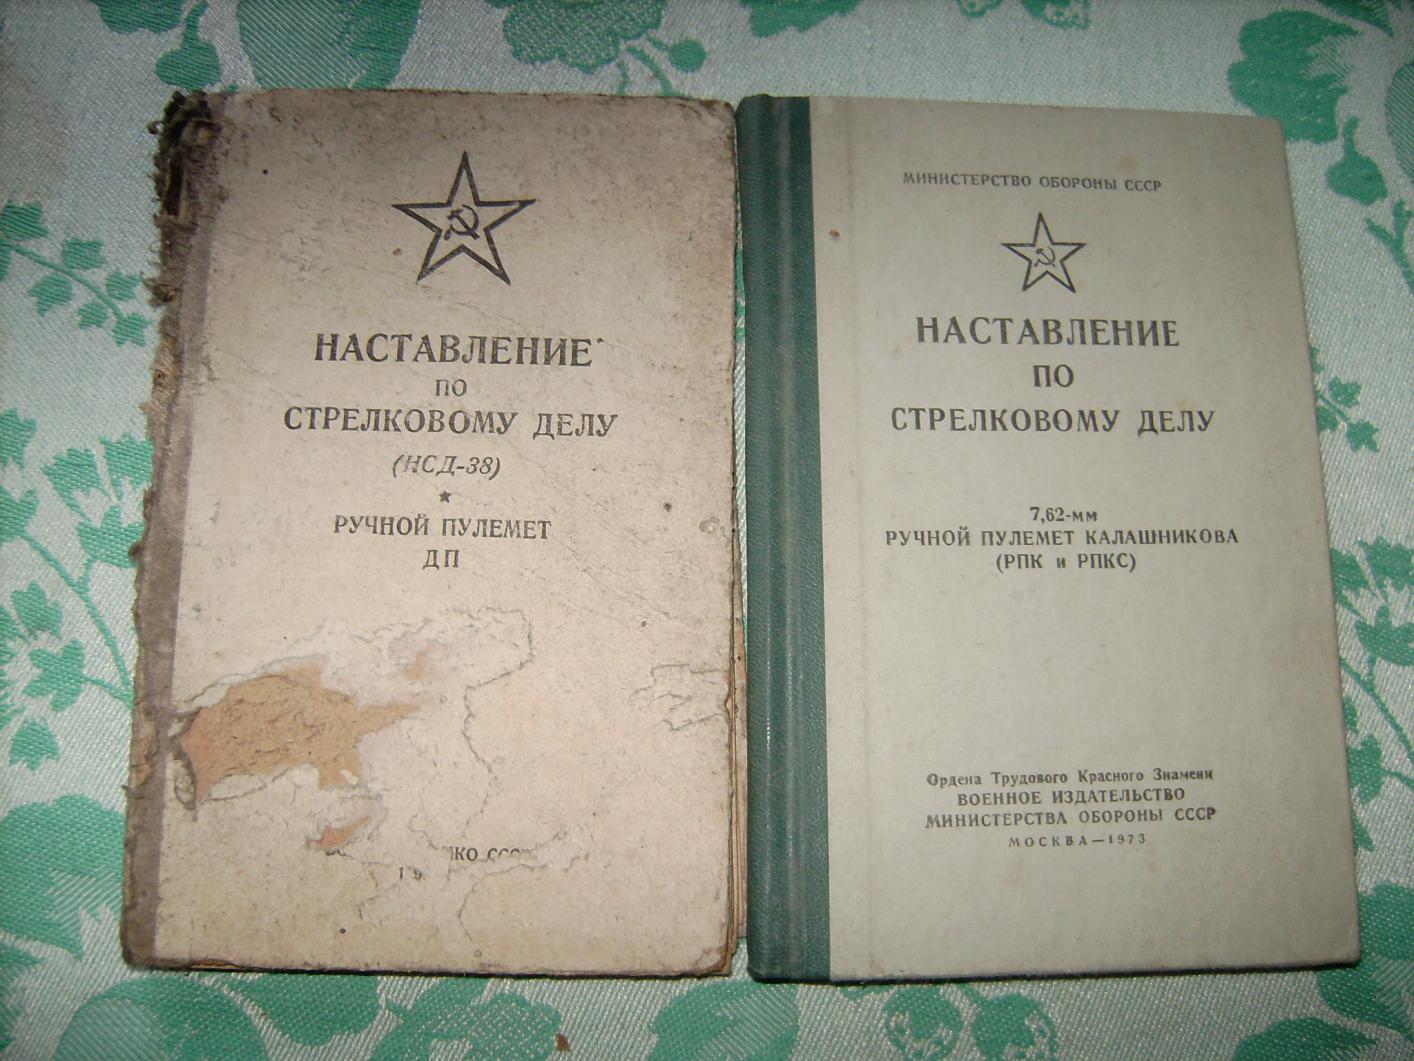 НАСТАВЛЕНИЕ
ПО
СТРЕЛКОВОМУ ДЕЛУ
(НСД-38)
РУЧНОЙ ПУЛЕМЕТ
ДП
МИНИСТЕРСТВО ОБОРОНЫ СССР
НАСТАВЛЕНИЕ
ПО
СТРЕЛКОВОМУ ДЕЛУ
7,62-мм
РУЧНОЙ ПУЛЕМЕТ КАЛАШНИКОВА
(РПК и РПКС)
Ордена Трудового Красного Знамени
ВОЕННОЕ ИЗДАТЕЛЬСТВО
МИНИСТЕРСТВА ОБОРОНЫ СССР
МОСКВА—1973